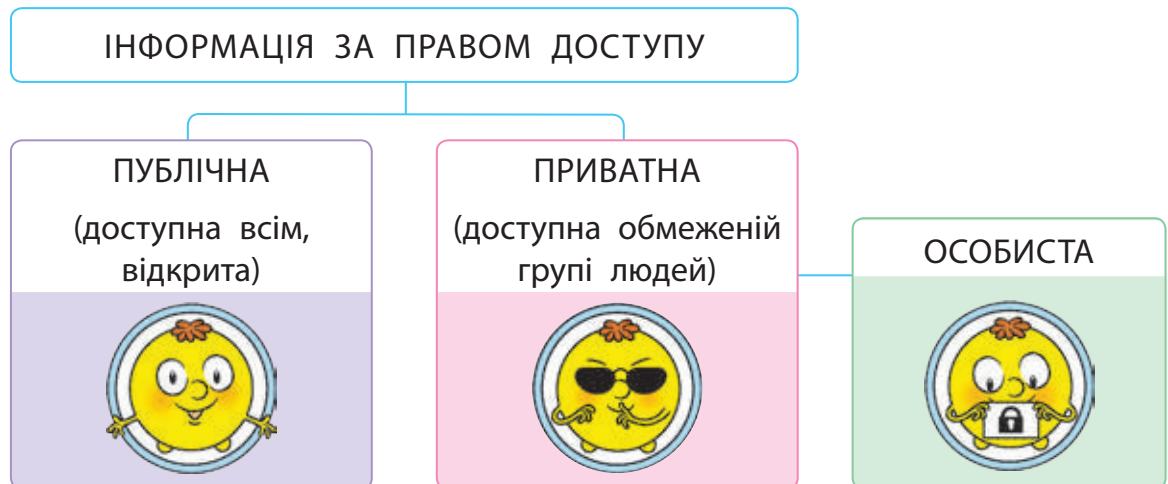 ІНФОРМАЦІЯ ЗА ПРАВОМ ДОСТУПУ
ПУБЛІЧНА
(доступна всім,
відкрита)
ПРИВАТНА
(доступна обмеженій
групі людей)
ОСОБИСТА